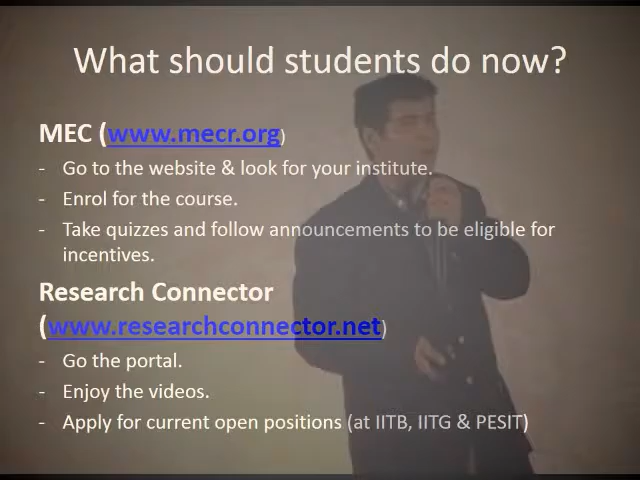 What should students do now?
MEC (www.mecr.org)
- Go to the website & look for your institute.
- Enrol for the course.
- Take quizzes and follow announcements to be eligible for
incentives.
Research Connector
(www.researchconnector.net)
- Go the portal.
- Enjoy the videos.
- Apply for current open positions (at IITB, IITG & PESIT)